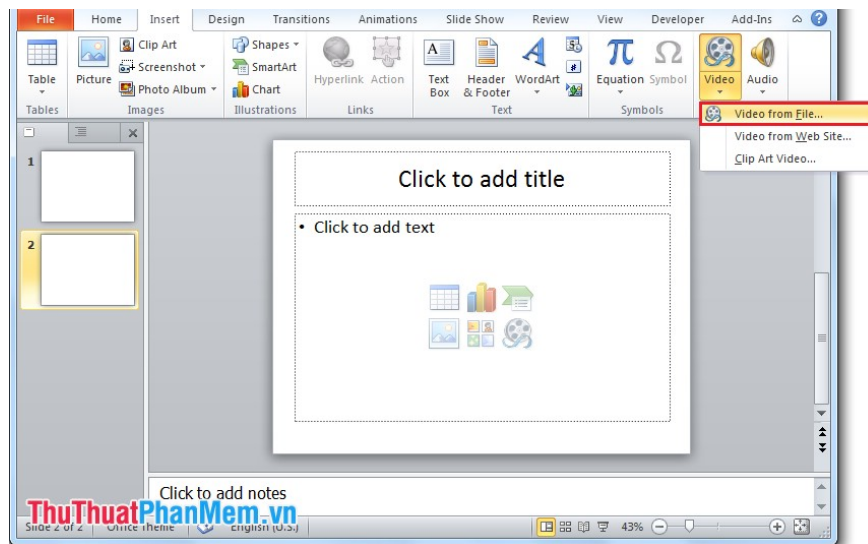 File Home Insert Design Transitions Animations Slide Show Review View Developer Add-Ins
Table
Picture
Clip Art
Screenshot
Photo Album
Shapes
SmartArt
Chart
Hyperlink Action
Text Box
Header & Footer
WordArt
Equation Symbol
Video Audio
Tables Images Illustrations Links Text Symbols
Video from File...
Video from Web Site...
Clip Art Video...
1
2
Click to add title
• Click to add text
Click to add notes
ThuThuatPhanMem.vn
Slide 2 of 2 "Office Theme" English (U.S.) 43%